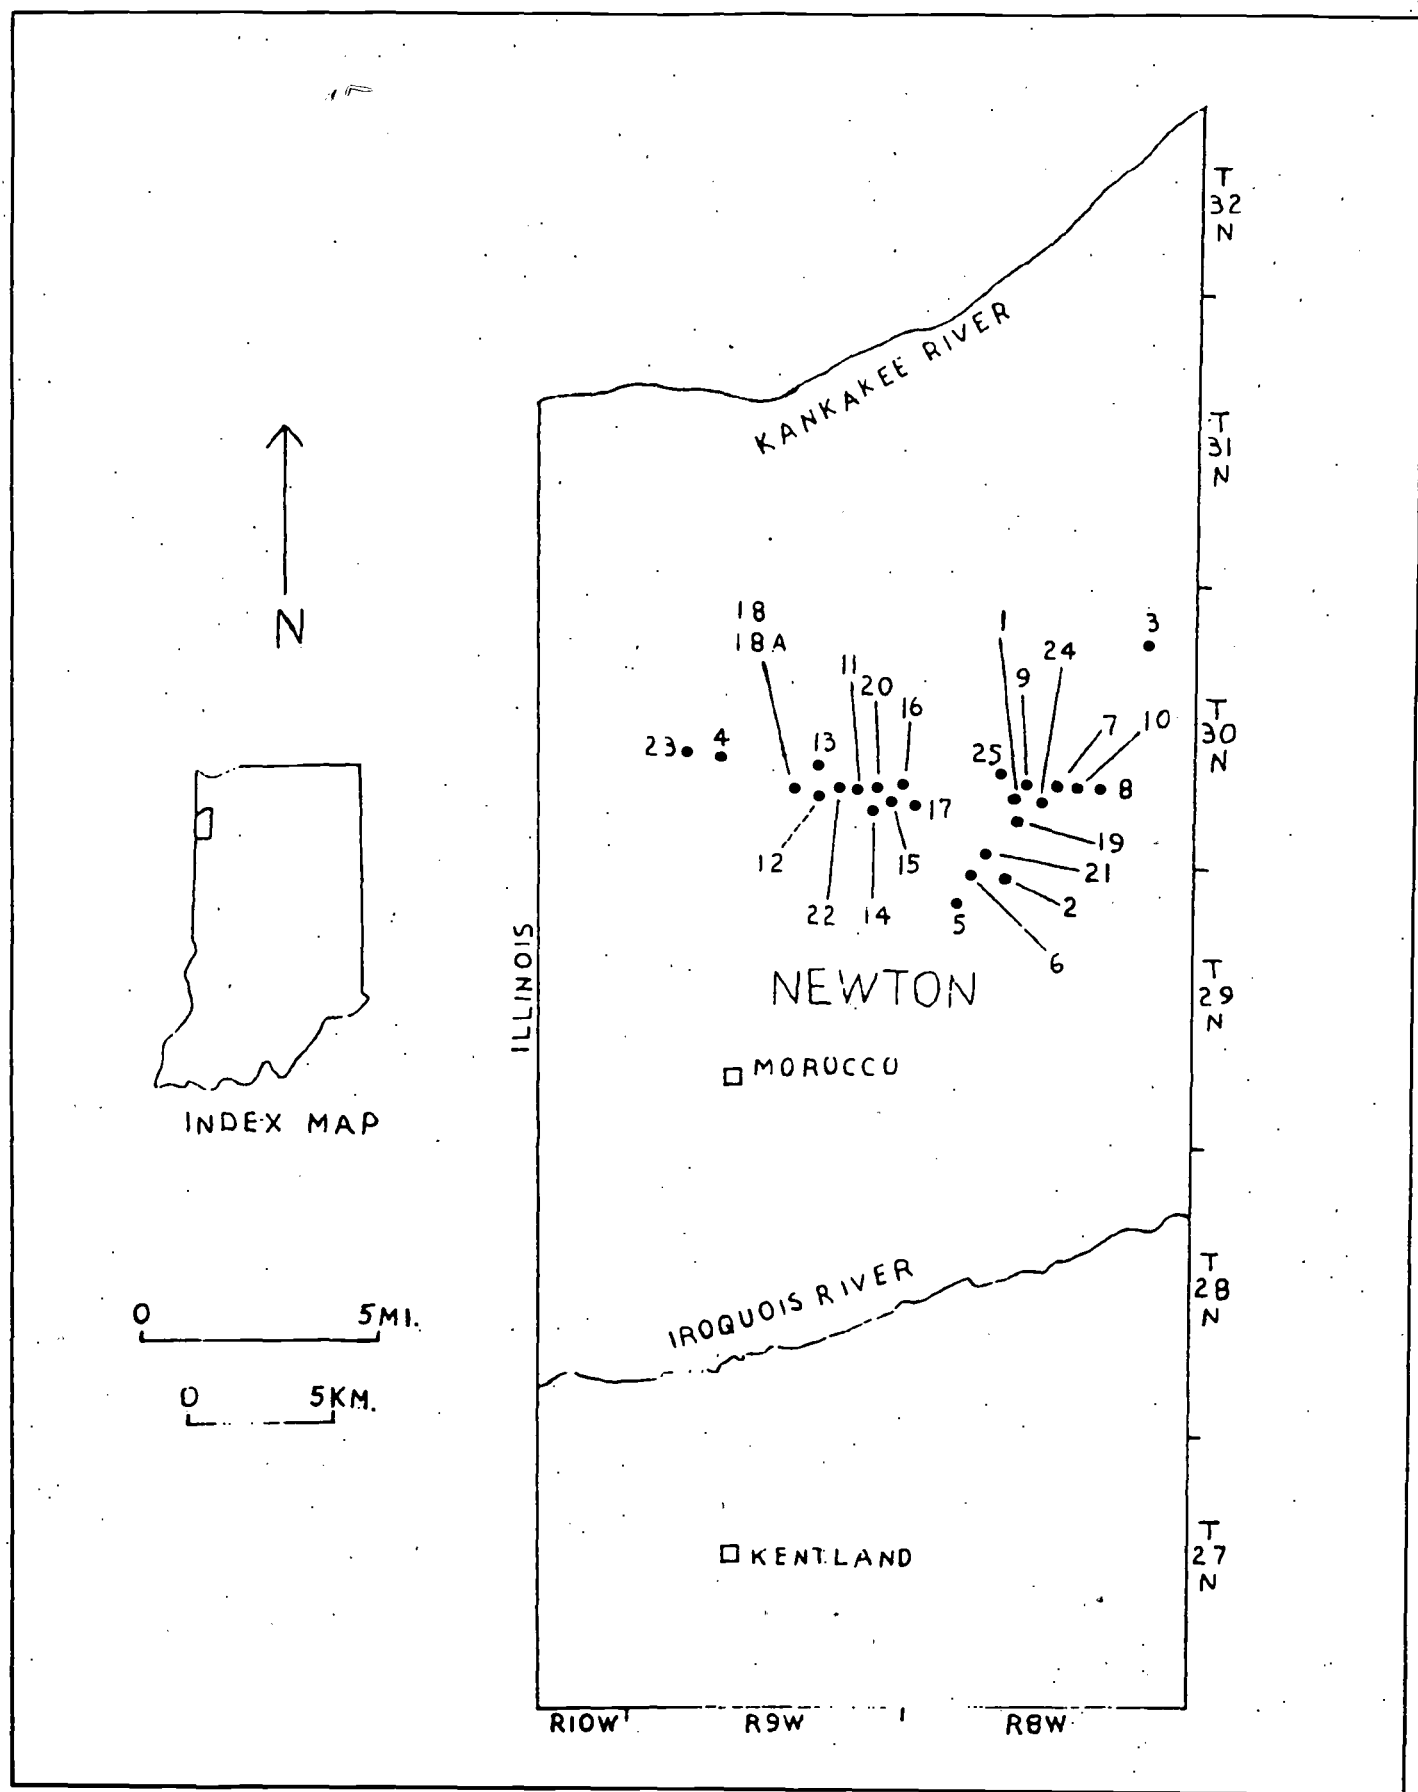 T
32
N
KANKAKEE RIVER
T
31
N
N
18
18A
11
20
16
1
9
24
3
T
30
N
23
4
13
25
7
10
8
17
12
22
14
15
19
21
2
5
6
ILLINOIS
NEWTON
T
29
N
MOROCCO
INDEX MAP
IROQUOIS RIVER
T
28
N
0 5MI.
0 5KM.
KENTLAND
T
27
N
R10W R9W R8W